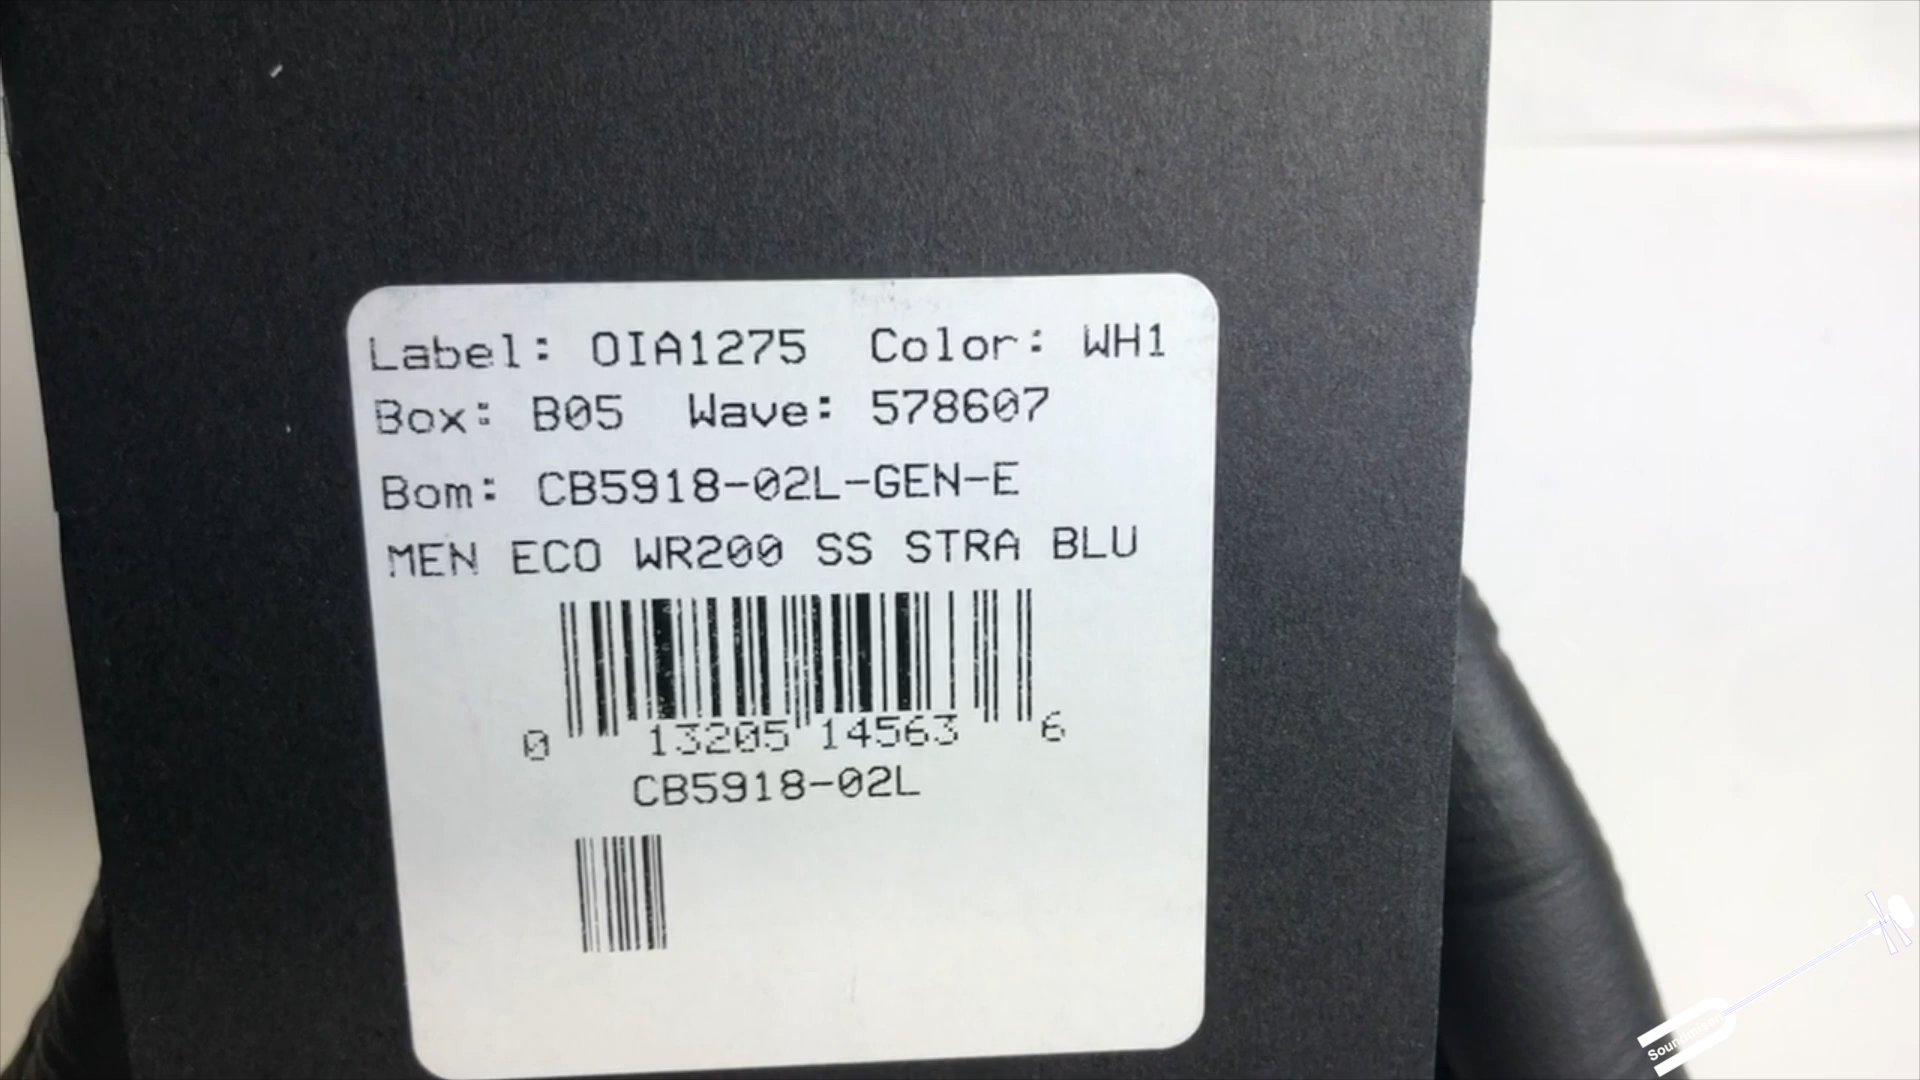 Label: OIA1275 Color: WH1
Box: B05 Wave: 578607
Bom: CB5918-02L-GEN-E
MEN ECO WR200 SS STRA BLU
0 13205 14563 6
CB5918-02L